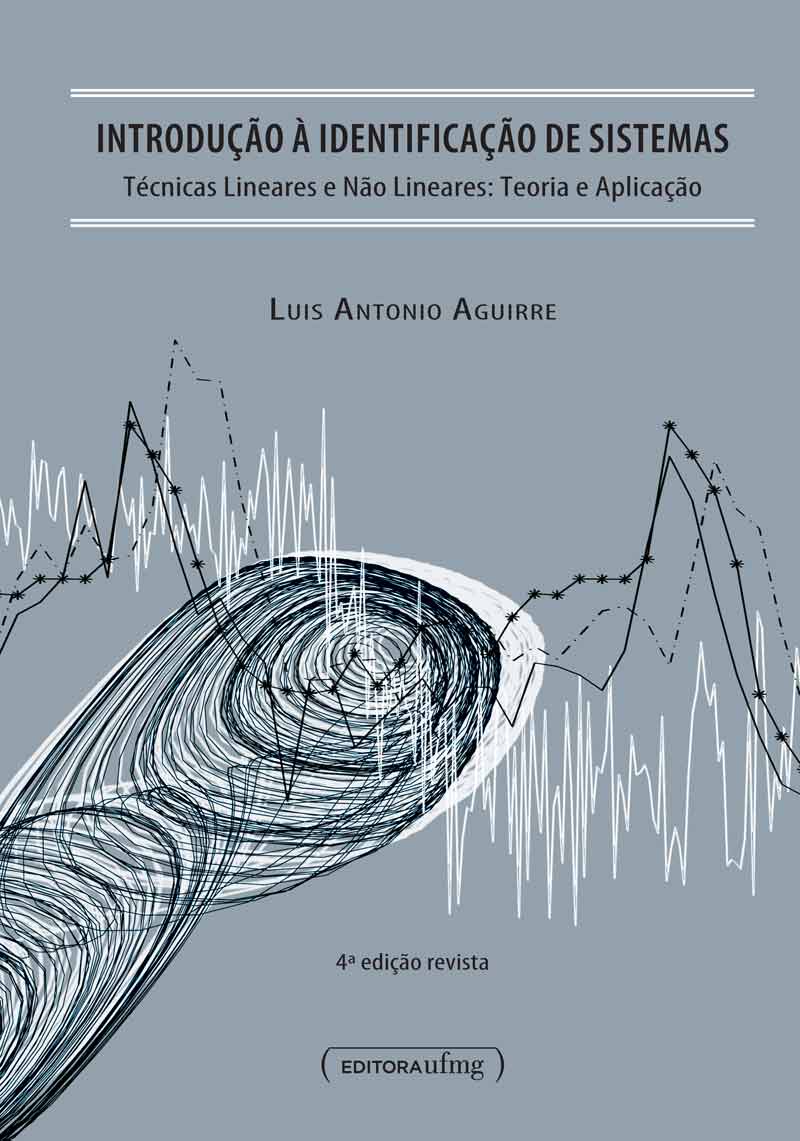 INTRODUÇÃO À IDENTIFICAÇÃO DE SISTEMAS
Técnicas Lineares e Não Lineares: Teoria e Aplicação
LUIS ANTONIO AGUIRRE
4ª edição revista
EDITORAufmg